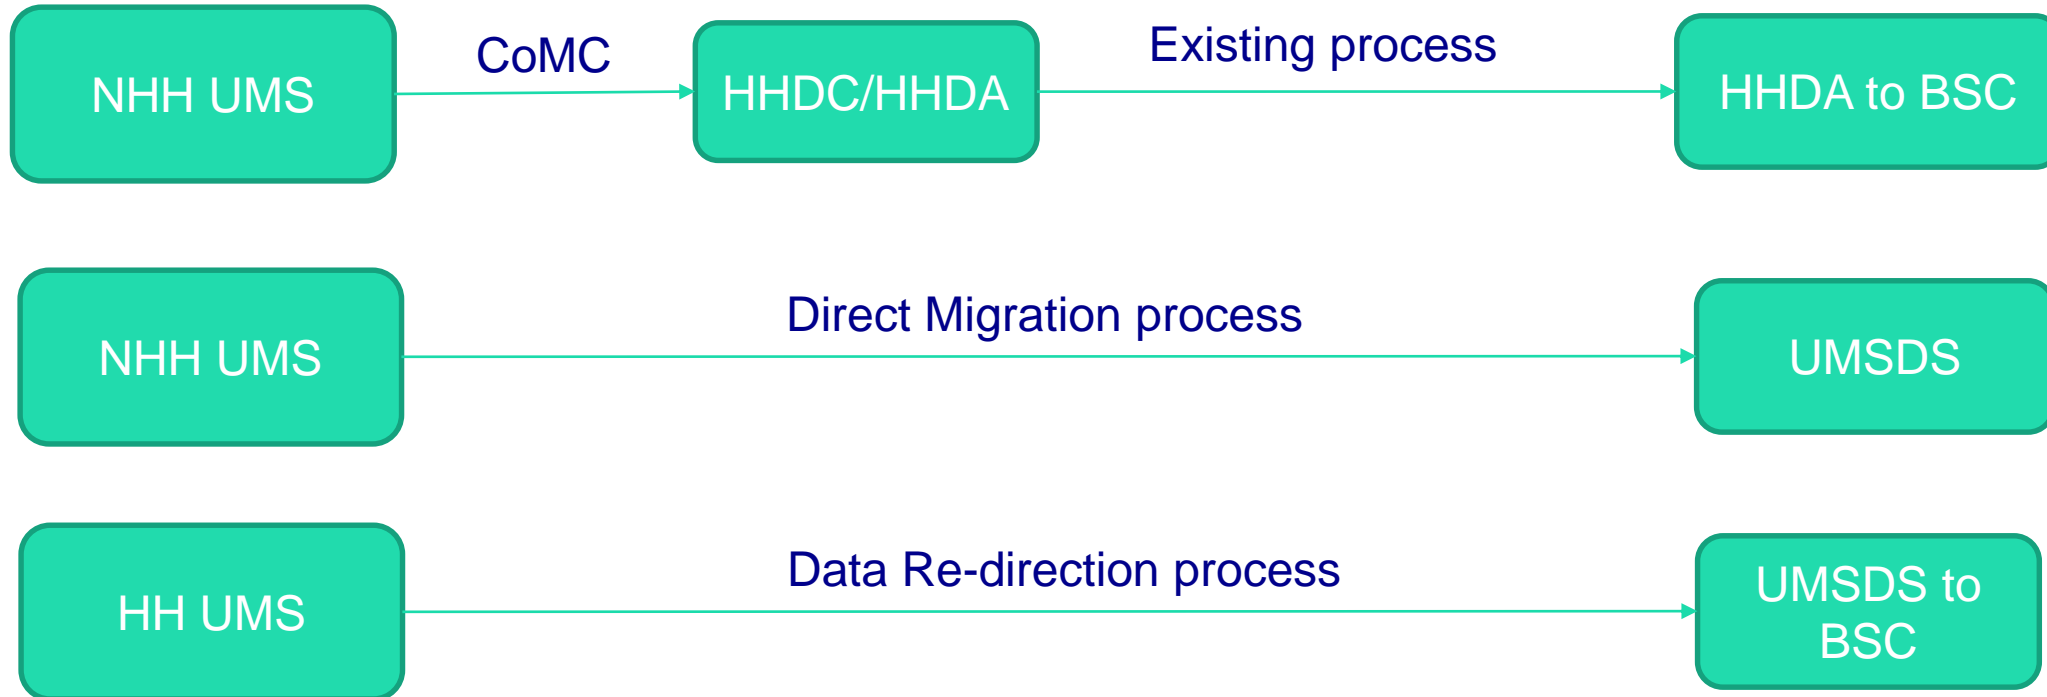 NHH UMS
CoMC
HHDC/HHDA
Existing process
HHDA to BSC
NHH UMS
Direct Migration process
UMSDS
HH UMS
Data Re-direction process
UMSDS to
BSC